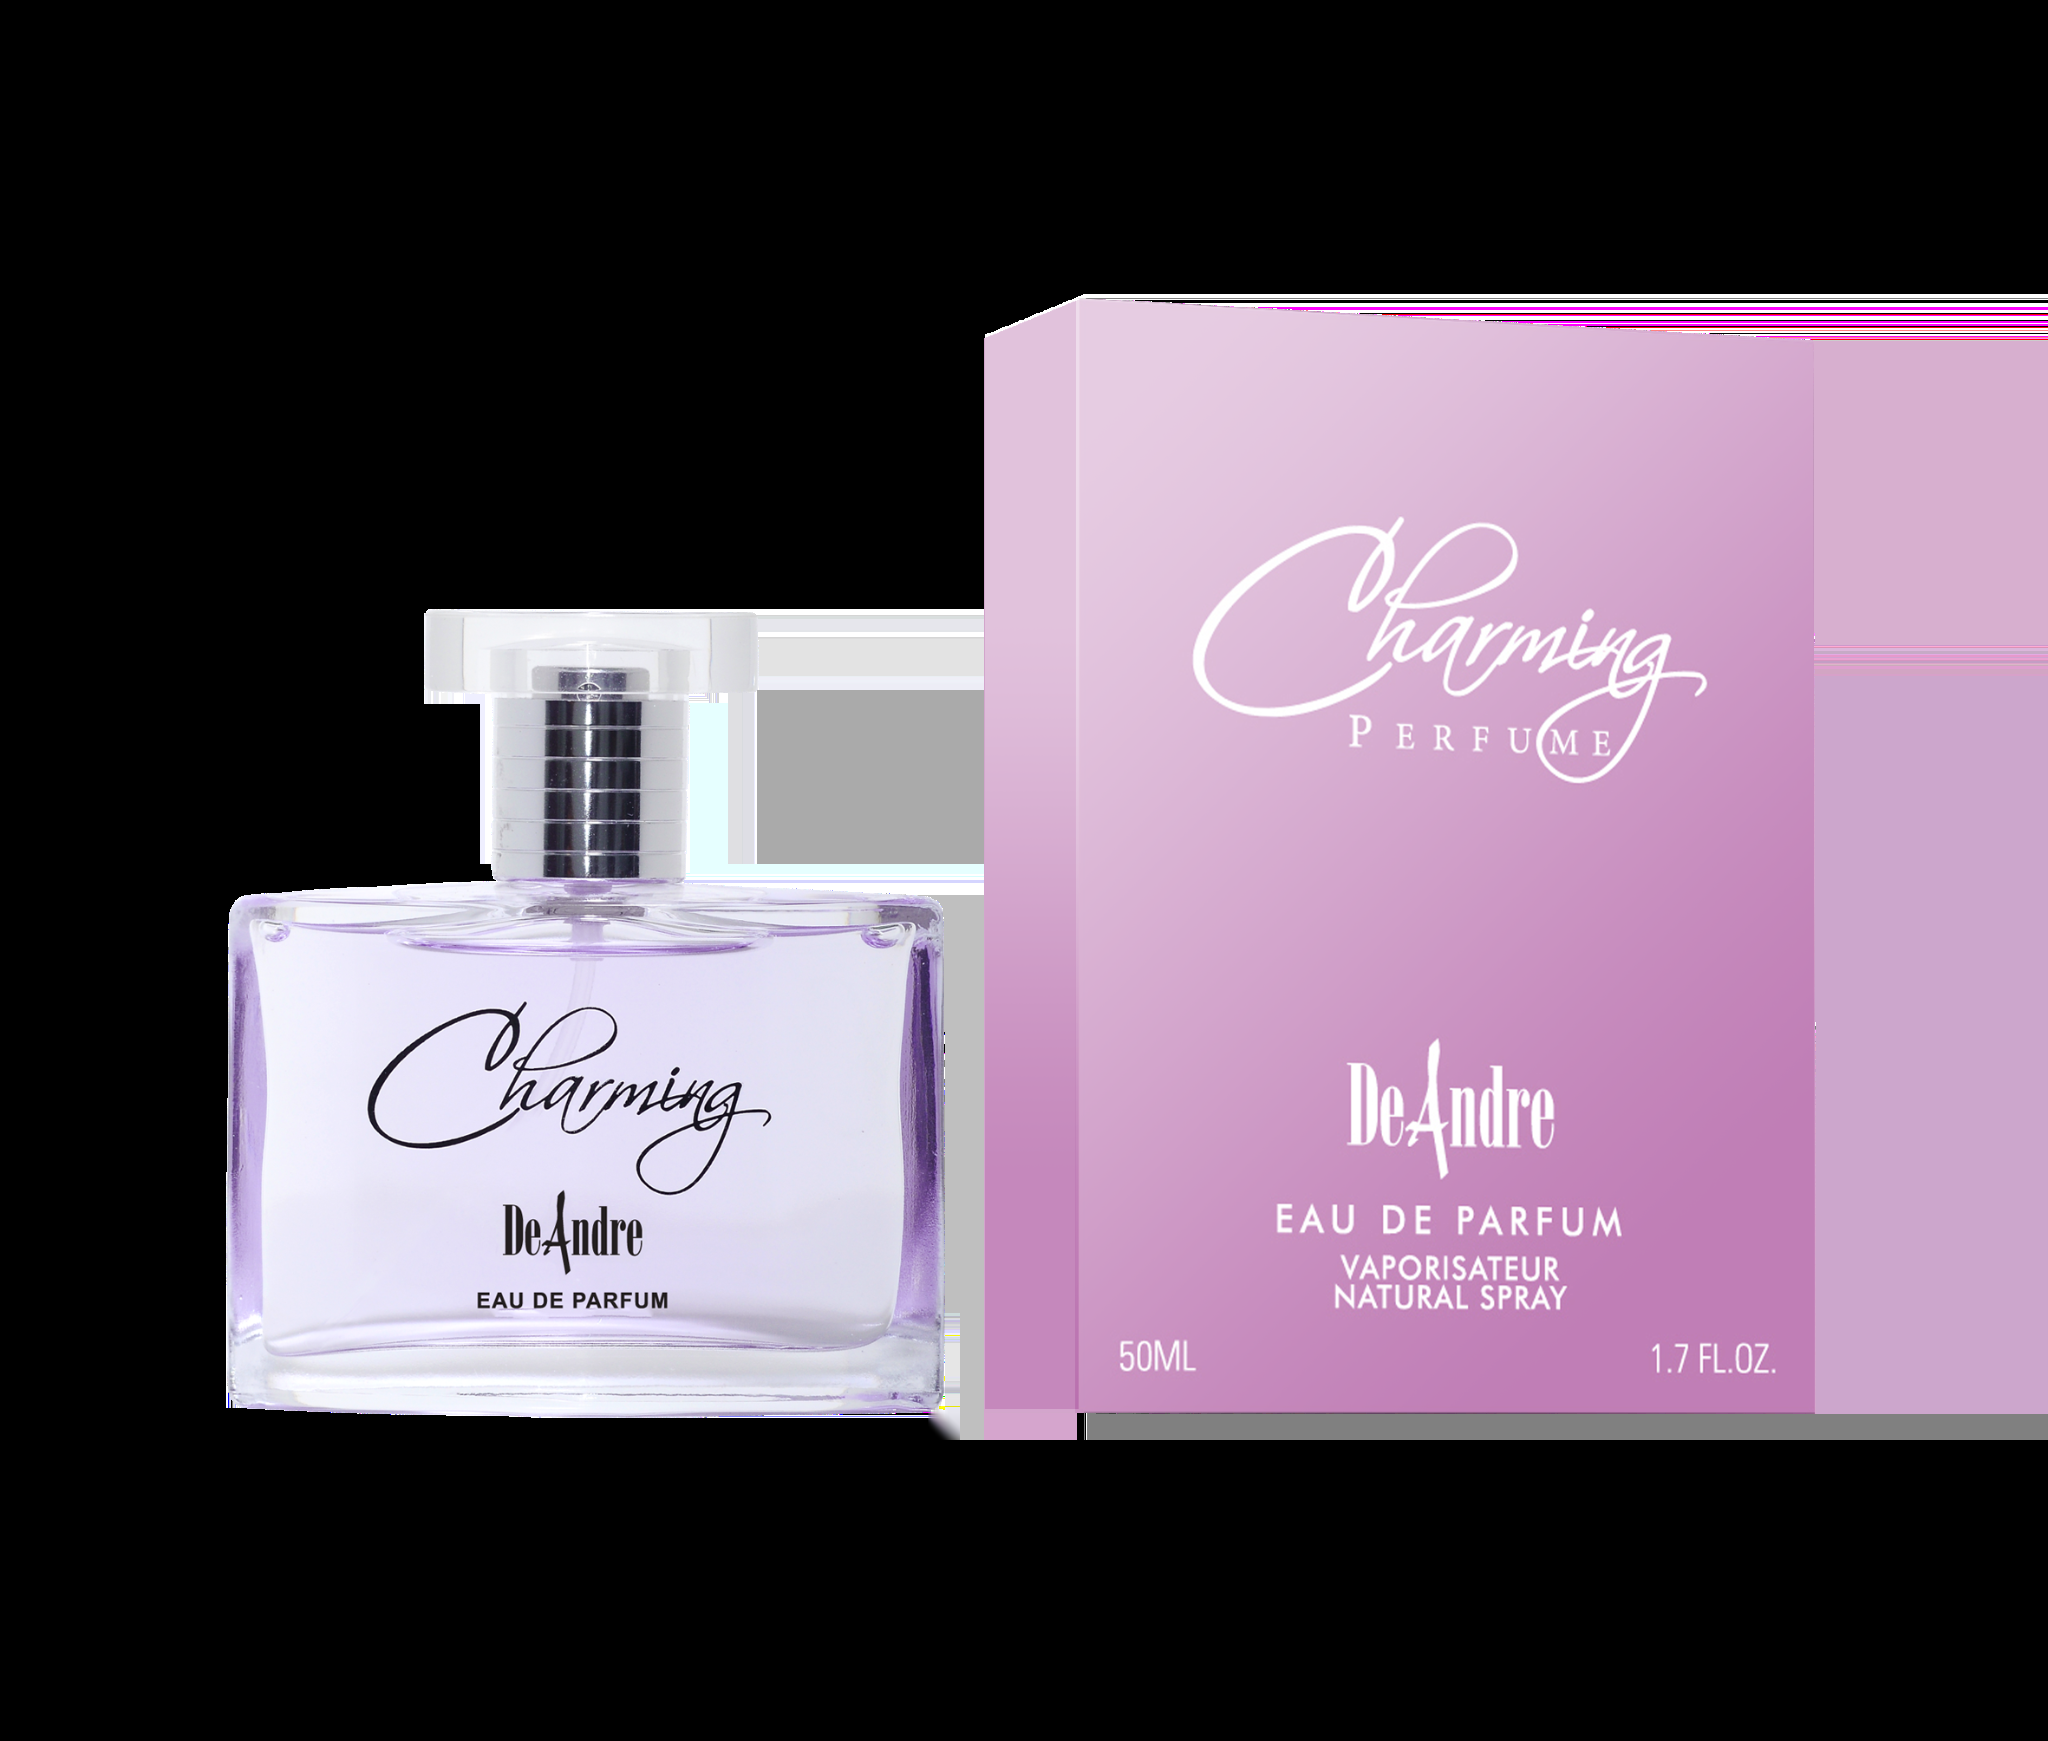 Charming
DeAndre
EAU DE PARFUM
Charming
PERFUME
DeAndre
EAU DE PARFUM
VAPORISATEUR
NATURAL SPRAY
50ML
1.7 FL.OZ.